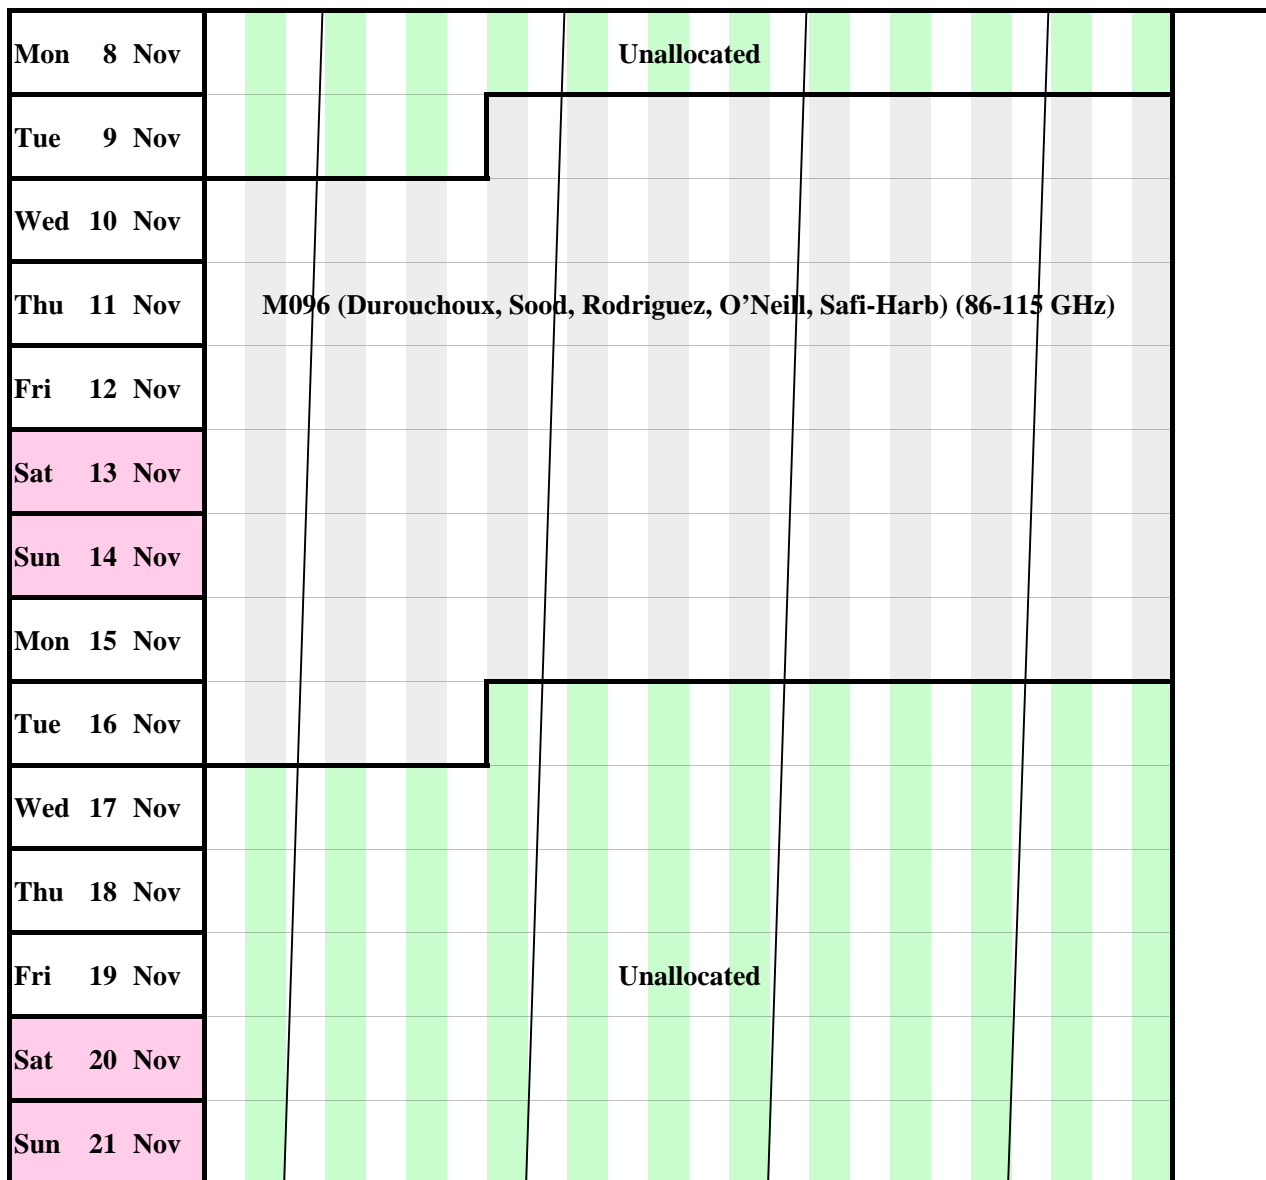 Mon 8 Nov Unallocated
Tue 9 Nov
Wed 10 Nov
Thu 11 Nov M096 (Durouchoux, Sood, Rodriguez, O’Neill, Safi-Harb) (86-115 GHz)
Fri 12 Nov
Sat 13 Nov
Sun 14 Nov
Mon 15 Nov
Tue 16 Nov
Wed 17 Nov
Thu 18 Nov
Fri 19 Nov Unallocated
Sat 20 Nov
Sun 21 Nov